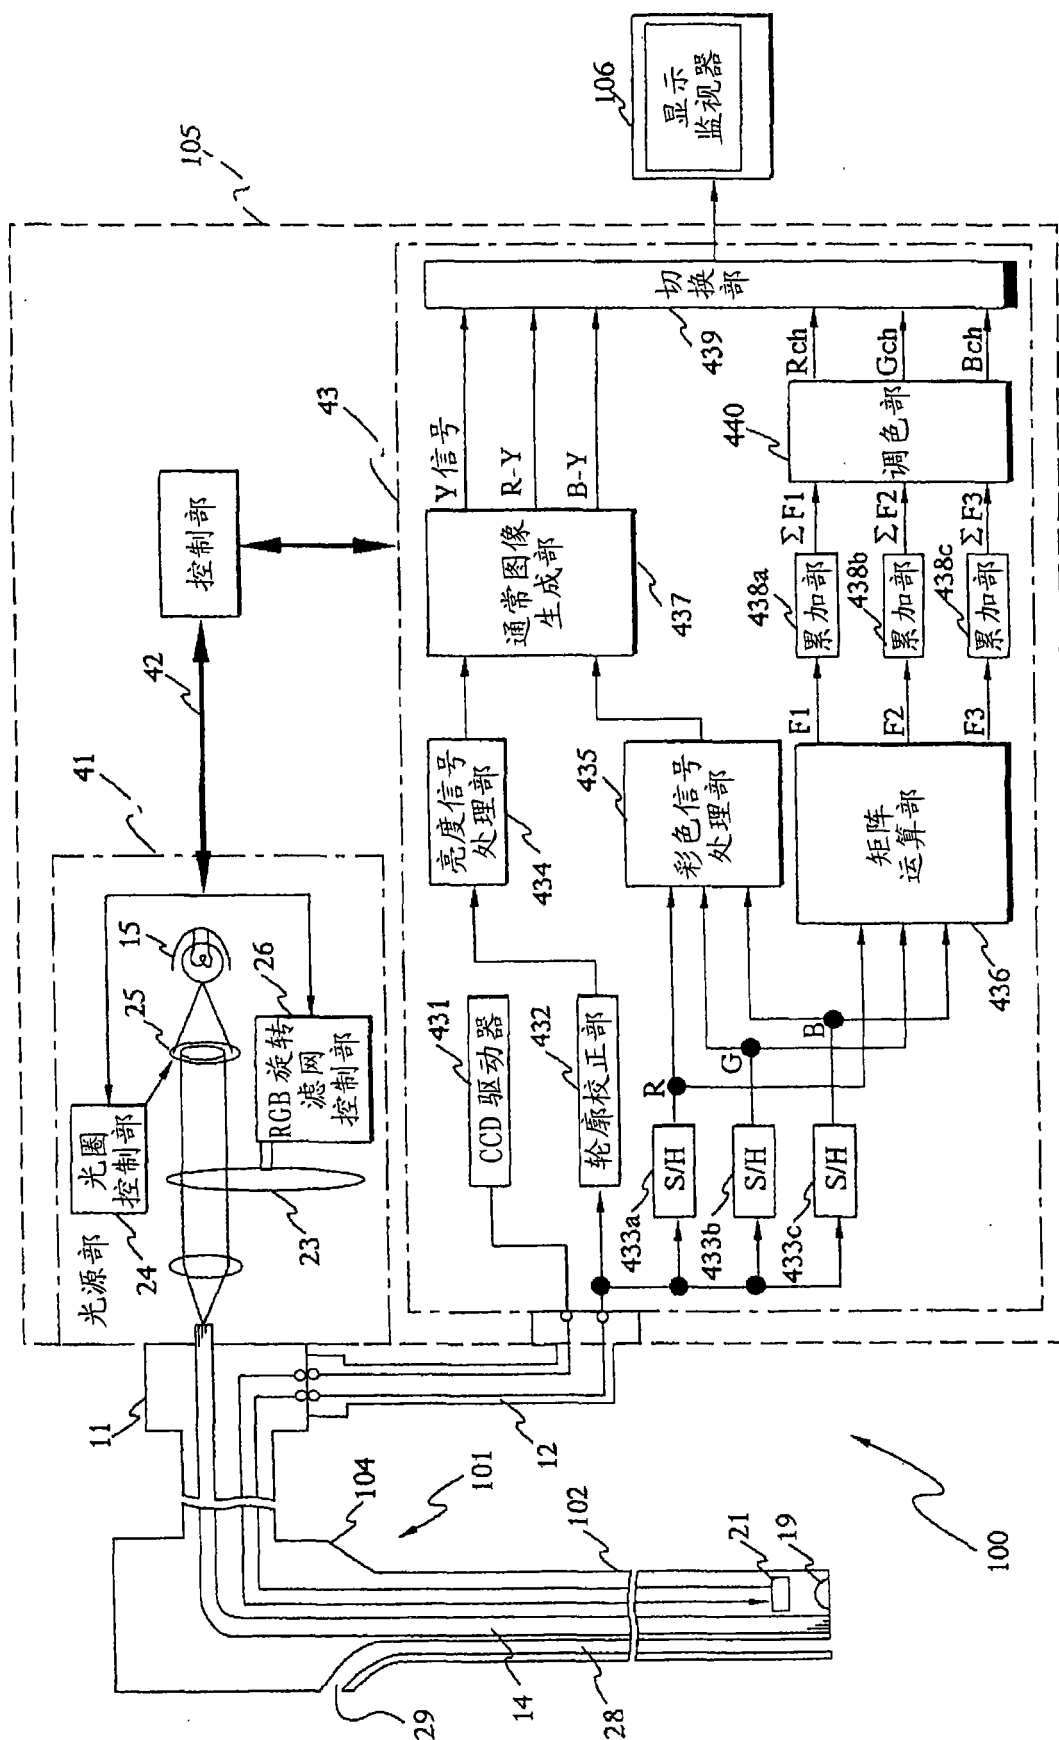 105
41
光源部
光圈
控制部
24
25
15
26
RGB 旋转
滤网
控制部
23
42
控制部
43
106
显示
监视器
11
12
104
101
102
21
19
100
14
28
29
CCD 驱动器
431
轮廓校正部
432
亮度信号
处理部
434
彩色信号
处理部
435
通常图像
生成部
437
Y信号
R-Y
B-Y
切换部
439
S/H
433a
S/H
433b
S/H
433c
R
G
B
矩阵
运算部
436
F1
F2
F3
累加部
438a
累加部
438b
累加部
438c
ΣF1
ΣF2
ΣF3
调色部
440
Rch
Gch
Bch